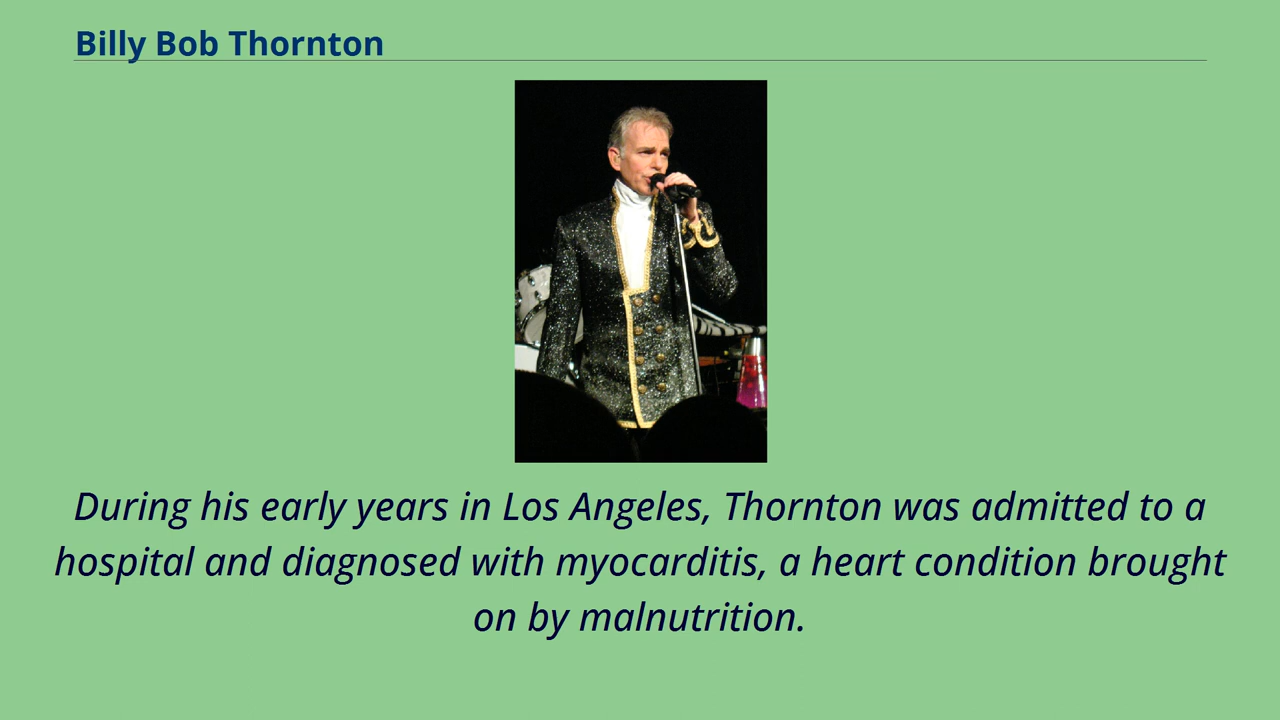 Billy Bob Thornton
During his early years in Los Angeles, Thornton was admitted to a
hospital and diagnosed with myocarditis, a heart condition brought
on by malnutrition.